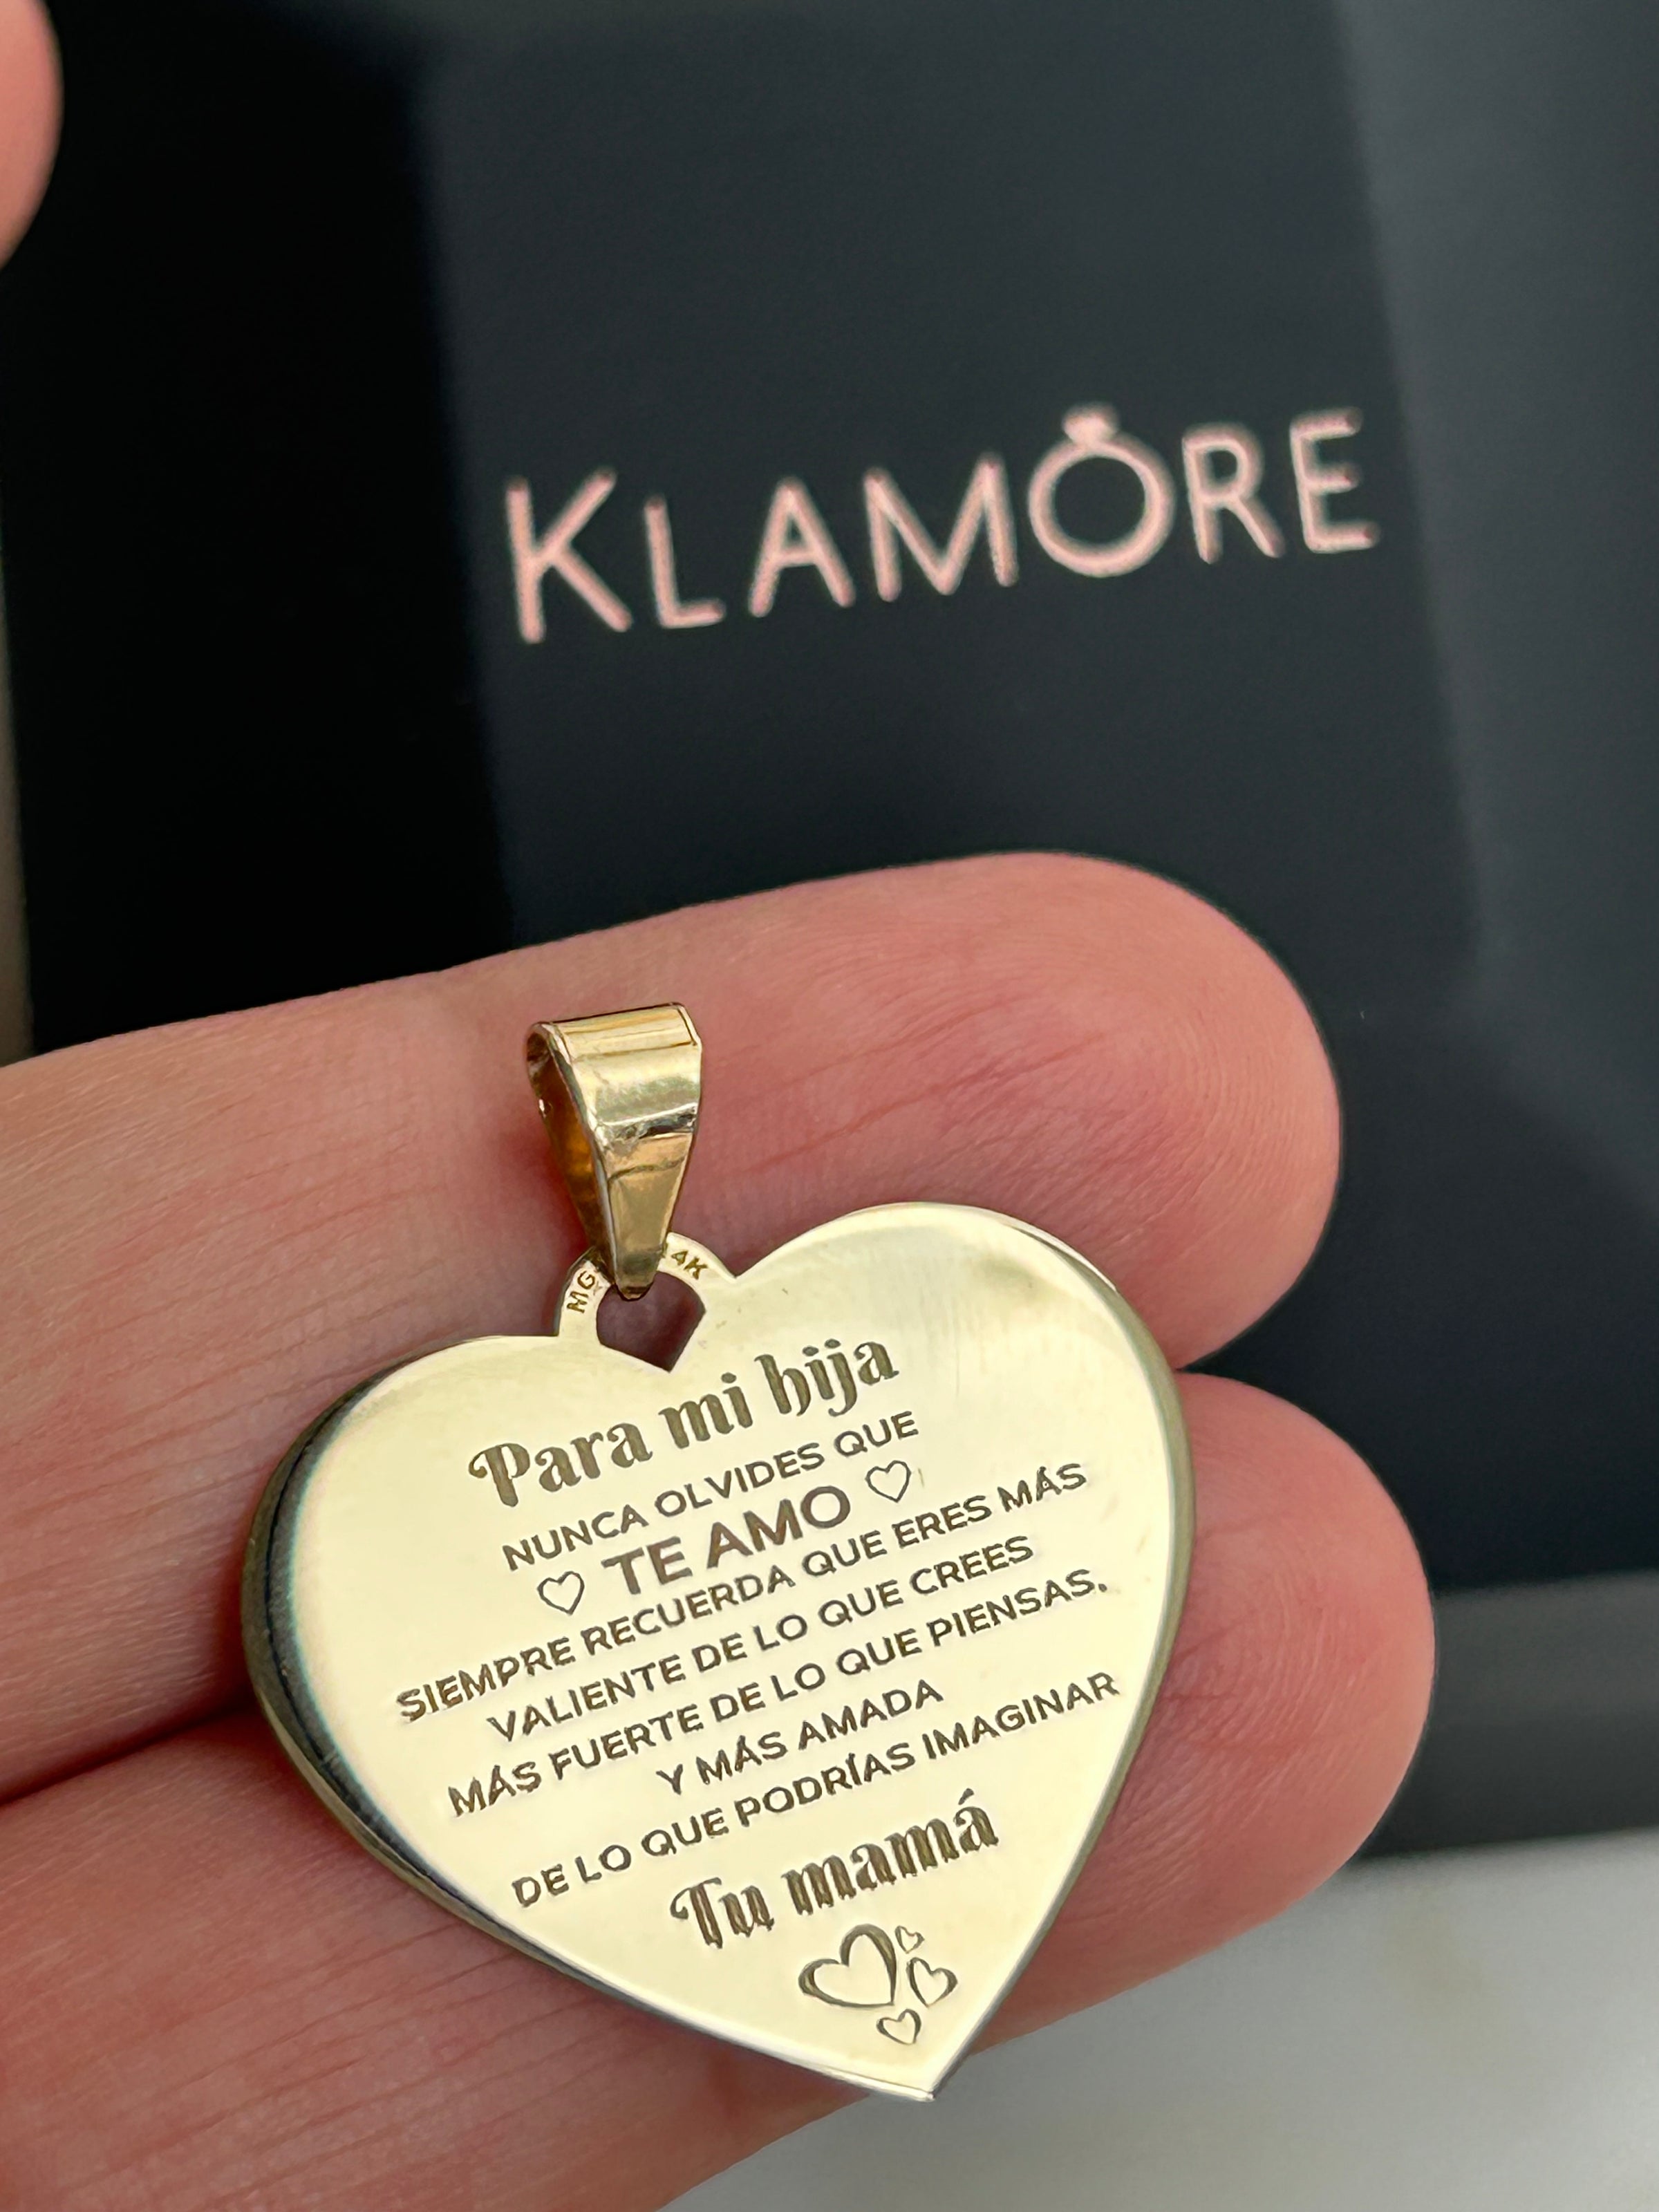 KLAMORE
MG 14K
Para mi hija
NUNCA OLVIDES QUE
♡ TE AMO ♡
SIEMPRE RECUERDA QUE ERES MÁS
VALIENTE DE LO QUE CREES
MÁS FUERTE DE LO QUE PIENSAS.
Y MÁS AMADA
DE LO QUE PODRÍAS IMAGINAR
Tu mamá